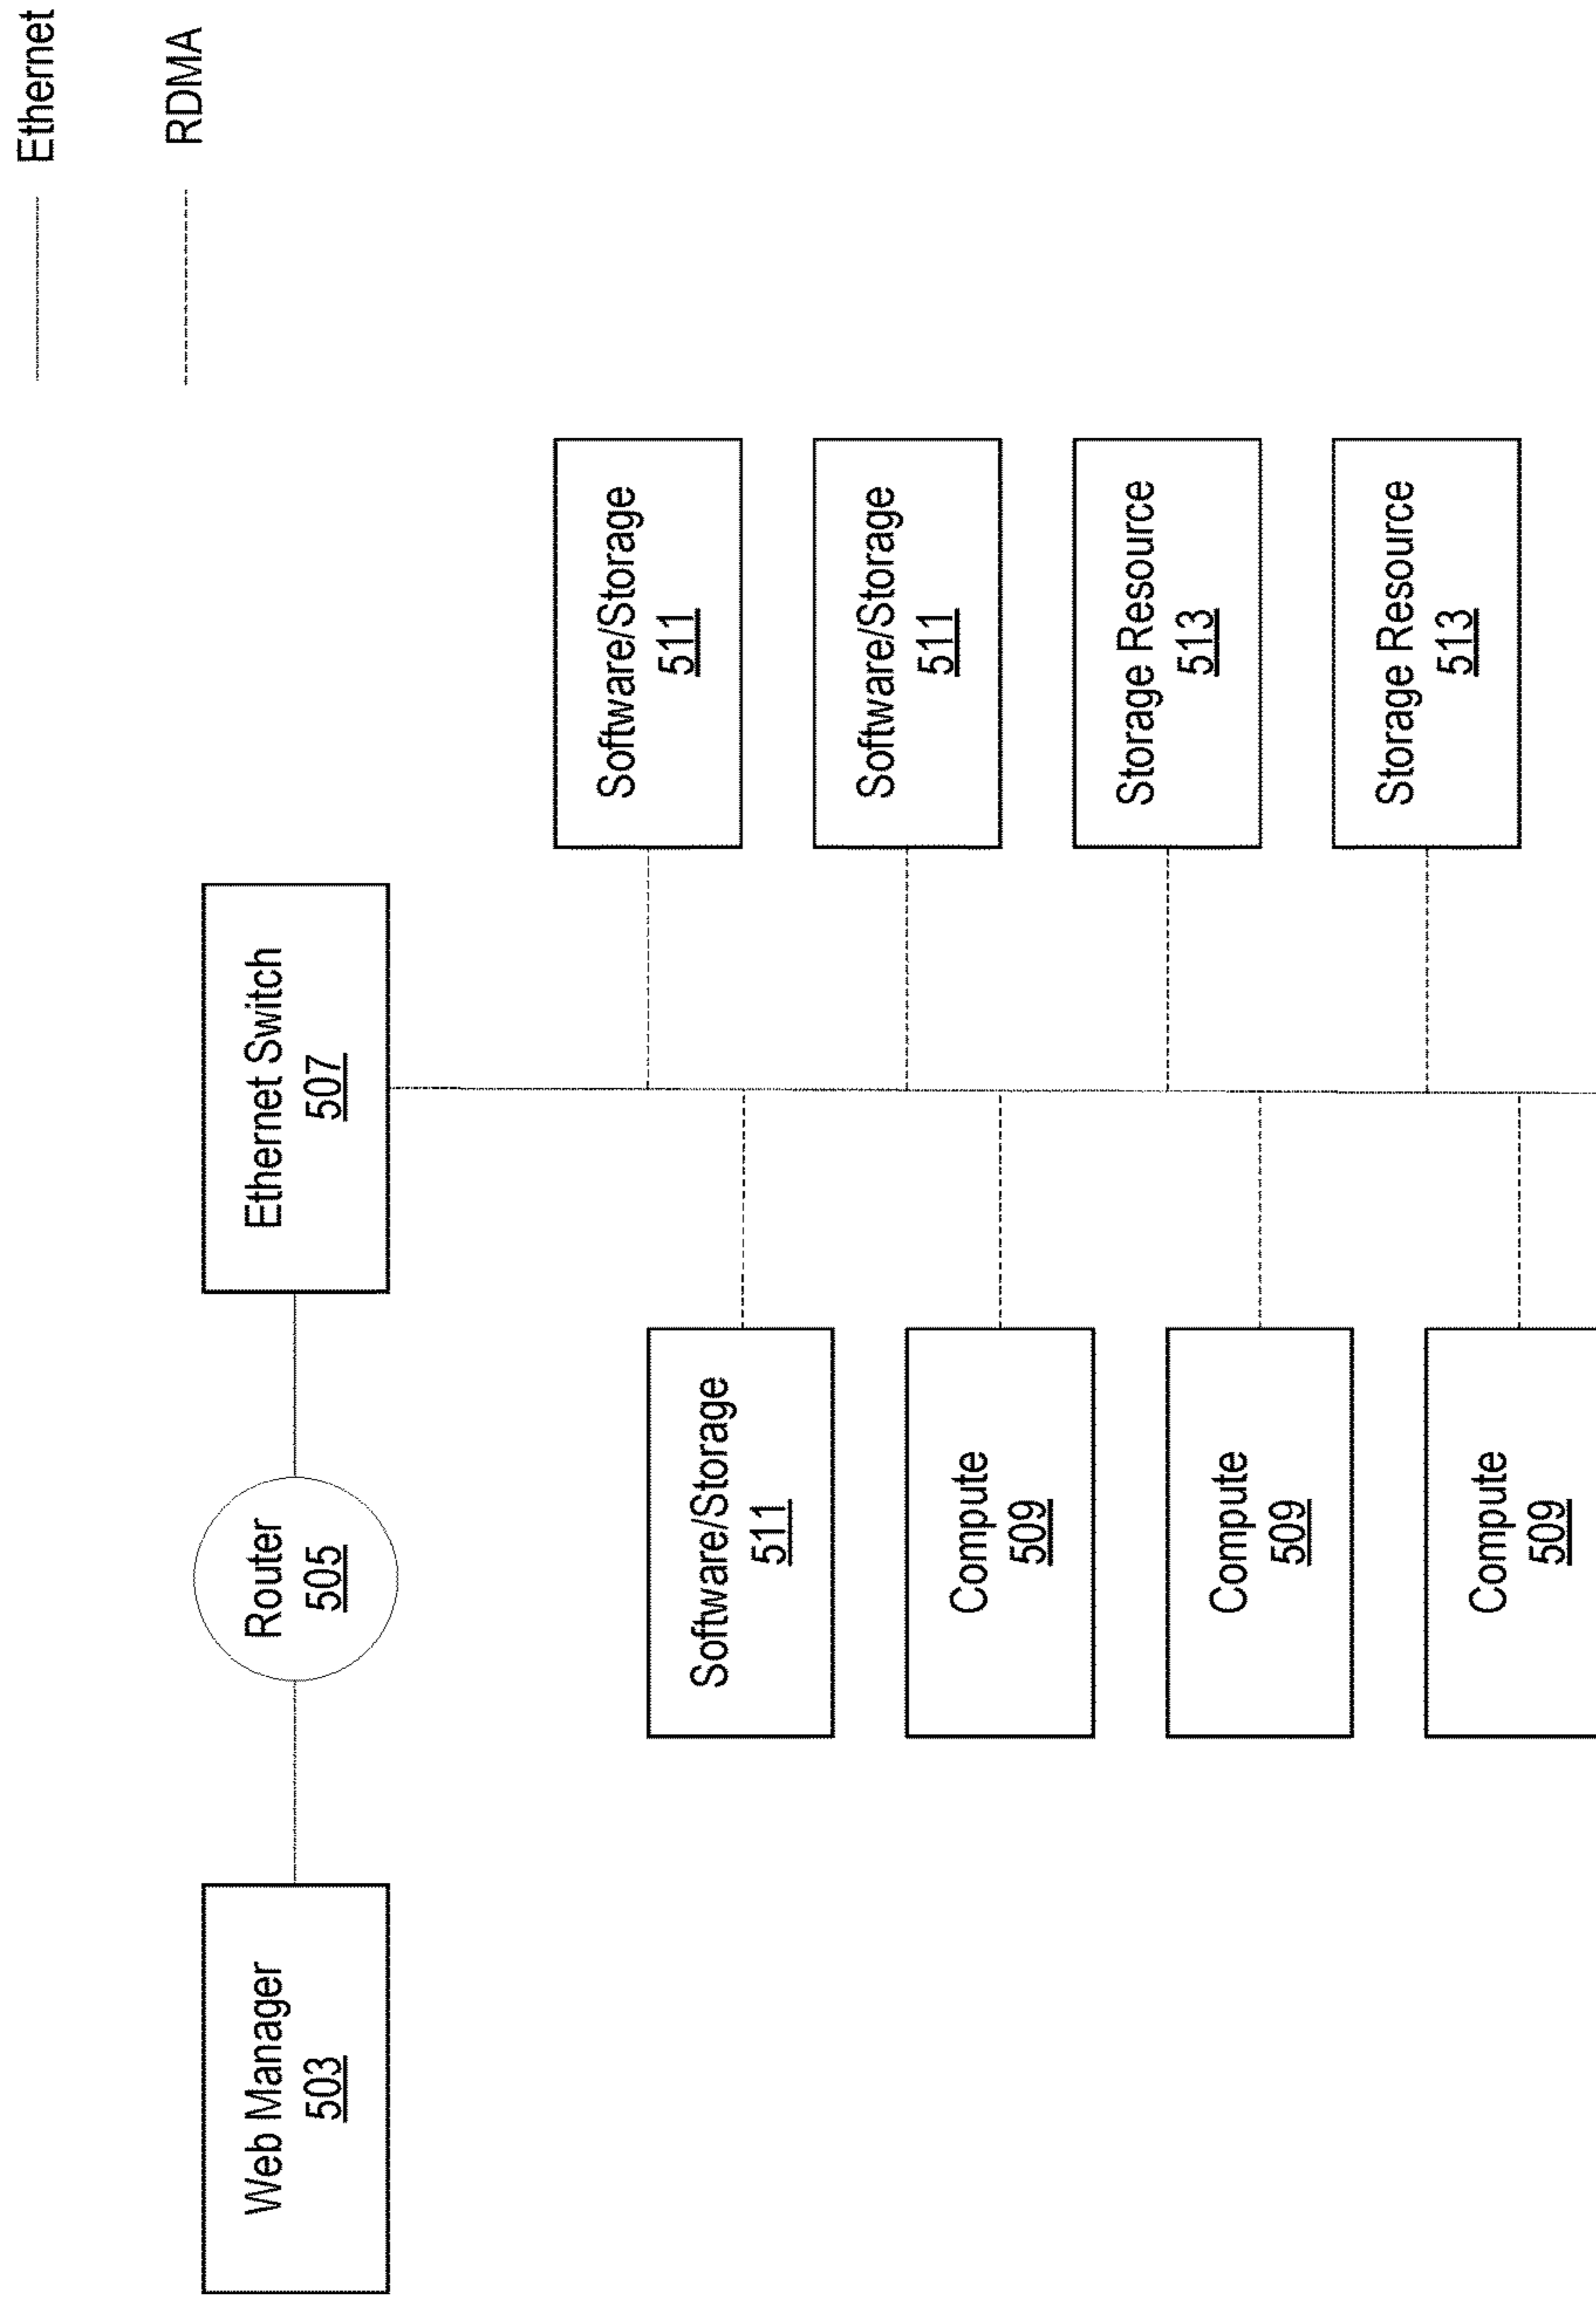 Ethernet
RDMA
Web Manager
503
Router
505
Ethernet Switch
507
Software/Storage
511
Software/Storage
511
Compute
509
Software/Storage
511
Compute
509
Storage Resource
513
Compute
509
Storage Resource
513